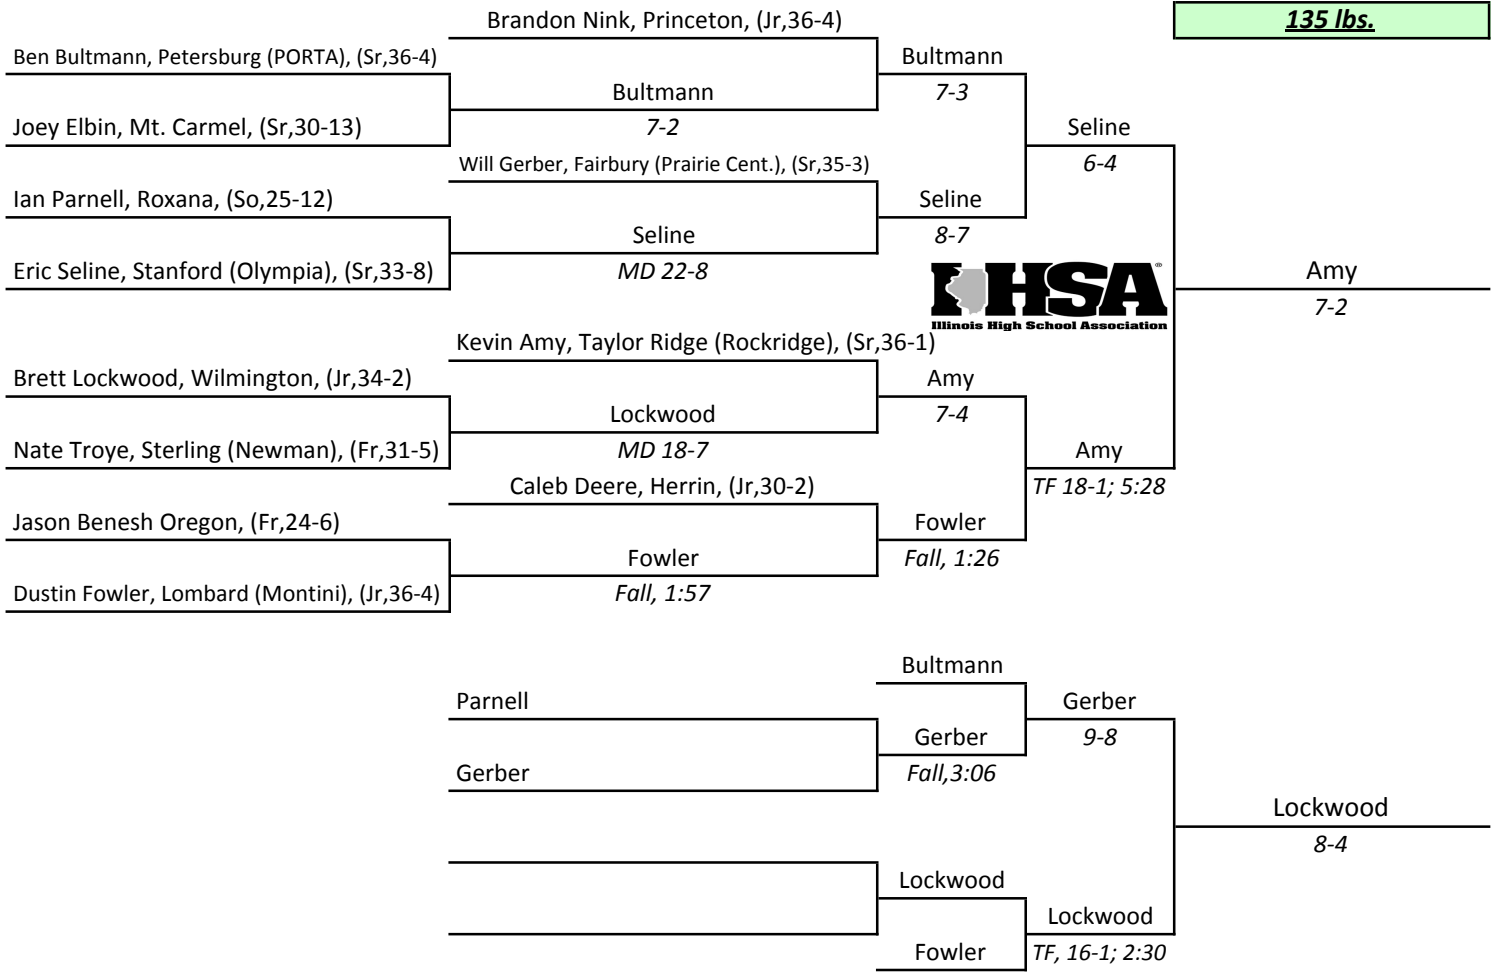 Brandon Nink, Princeton, (Jr,36-4)
135 lbs.
Ben Bultmann, Petersburg (PORTA), (Sr,36-4)
Bultmann
Bultmann
7-3
Joey Elbin, Mt. Carmel, (Sr,30-13)
7-2
Seline
Will Gerber, Fairbury (Prairie Cent.), (Sr,35-3)
6-4
Ian Parnell, Roxana, (So,25-12)
Seline
Seline
8-7
Eric Seline, Stanford (Olympia), (Sr,33-8)
MD 22-8
IHSA
Illinois High School Association
Amy
7-2
Kevin Amy, Taylor Ridge (Rockridge), (Sr,36-1)
Brett Lockwood, Wilmington, (Jr,34-2)
Amy
Lockwood
7-4
Nate Troye, Sterling (Newman), (Fr,31-5)
MD 18-7
Amy
Caleb Deere, Herrin, (Jr,30-2)
TF 18-1; 5:28
Jason Benesh Oregon, (Fr,24-6)
Fowler
Fowler
Fall, 1:26
Dustin Fowler, Lombard (Montini), (Jr,36-4)
Fall, 1:57
Bultmann
Parnell
Gerber
Gerber
9-8
Gerber
Fall,3:06
Lockwood
8-4
Lockwood
Lockwood
Fowler
TF, 16-1; 2:30